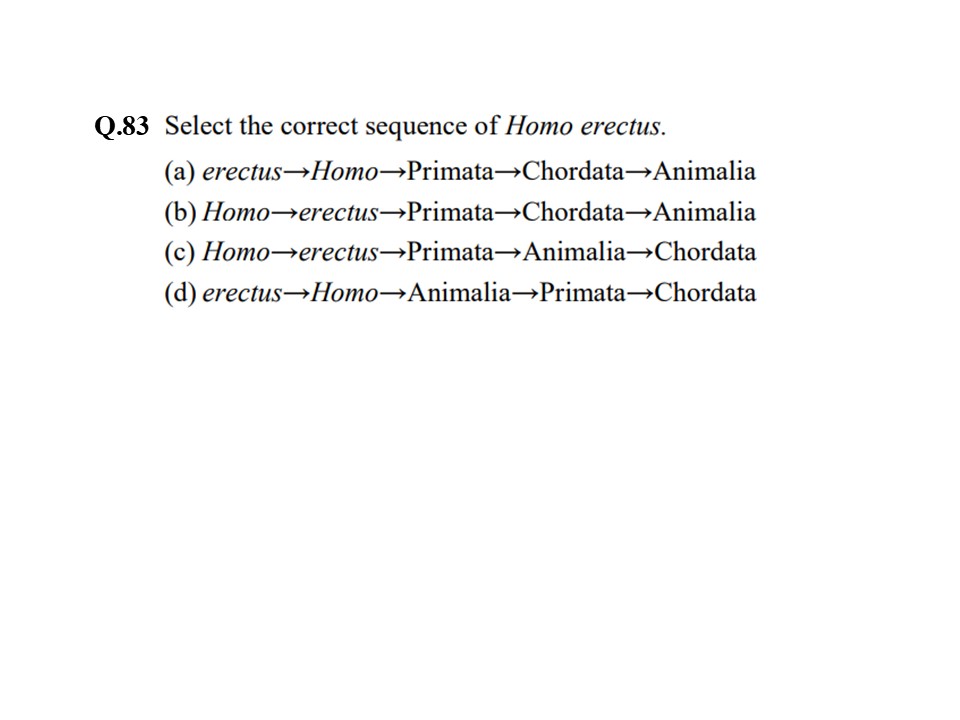 Q.83 Select the correct sequence of Homo erectus.
(a) erectus→Homo→Primata→Chordata→Animalia
(b) Homo→erectus→Primata→Chordata→Animalia
(c) Homo→erectus→Primata→Animalia→Chordata
(d) erectus→Homo→Animalia→Primata→Chordata